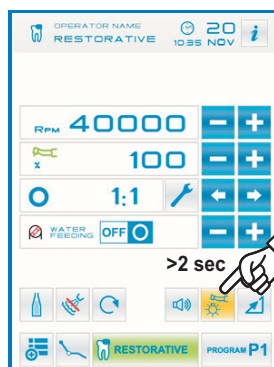 OPERATOR NAME
RESTORATIVE
10:35
20
NOV
i
RPM 40000 - +
% 100 - +
1:1
WATER FEEDING OFF - +
>2 sec
RESTORATIVE
PROGRAM P1